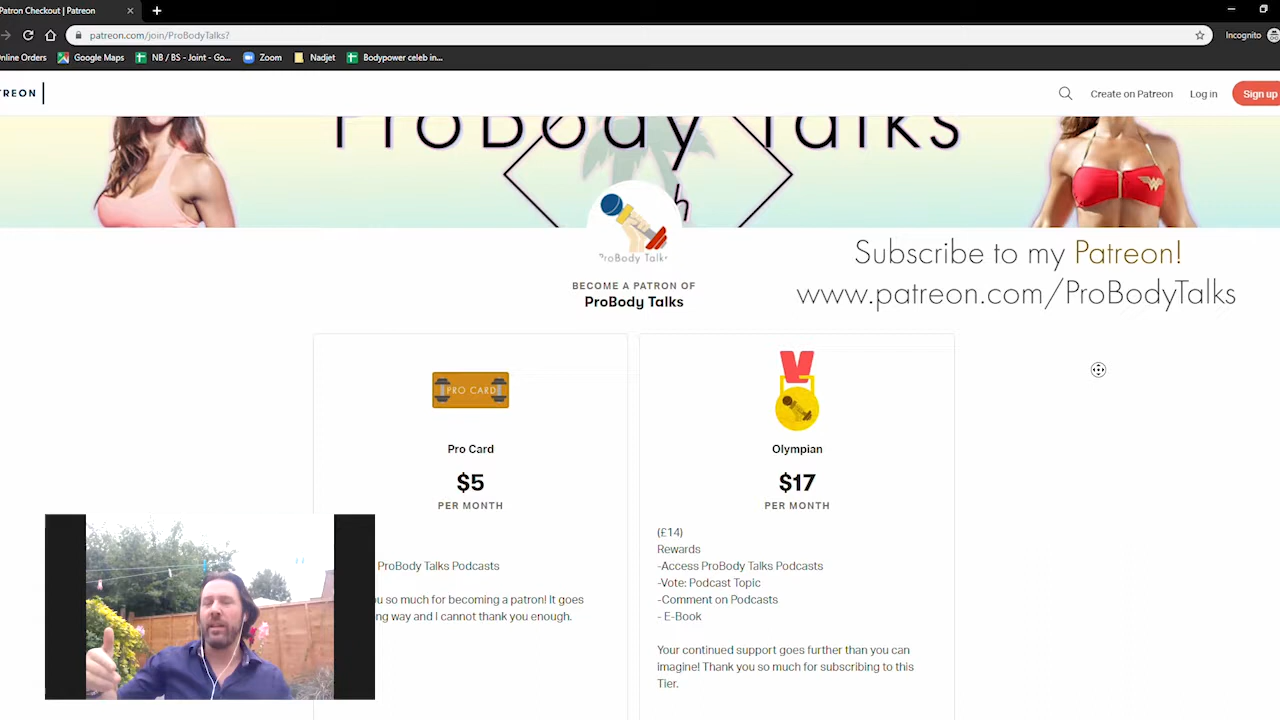 Patron Checkout | Patreon
patreon.com/join/ProBodyTalks?
Incognito
nline Orders
Google Maps
NB / BS - Joint - Go...
Zoom
Nadjet
Bodypower celeb in...
TREON
Create on Patreon
Log in
Sign up
ProBody Talks
h
ProBody Talk
BECOME A PATRON OF
ProBody Talks
Subscribe to my Patreon!
www.patreon.com/ProBodyTalks
PRO CARD
Pro Card
$5
PER MONTH
ProBody Talks Podcasts
u so much for becoming a patron! It goes
ng way and I cannot thank you enough.
Olympian
$17
PER MONTH
(£14)
Rewards
-Access ProBody Talks Podcasts
-Vote: Podcast Topic
-Comment on Podcasts
- E-Book
Your continued support goes further than you can
imagine! Thank you so much for subscribing to this
Tier.